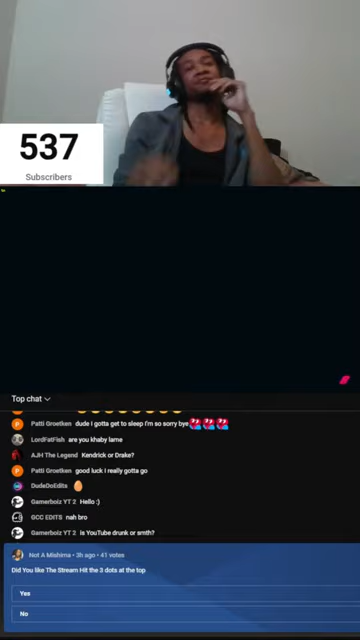 537
Subscribers
Top chat
Patti Groetken dude I gotta get to sleep I'm so sorry bye
LordFatFish are you khaby lame
AJH The Legend Kendrick or Drake?
Patti Groetken good luck I really gotta go
DudeDoEdits
Gamerboiz YT 2 Hello :)
GCC EDITS nah bro
Gamerboiz YT 2 Is YouTube drunk or smth?
Not A Mishima • 3h ago • 41 votes
Did You like The Stream Hit the 3 dots at the top
Yes
No